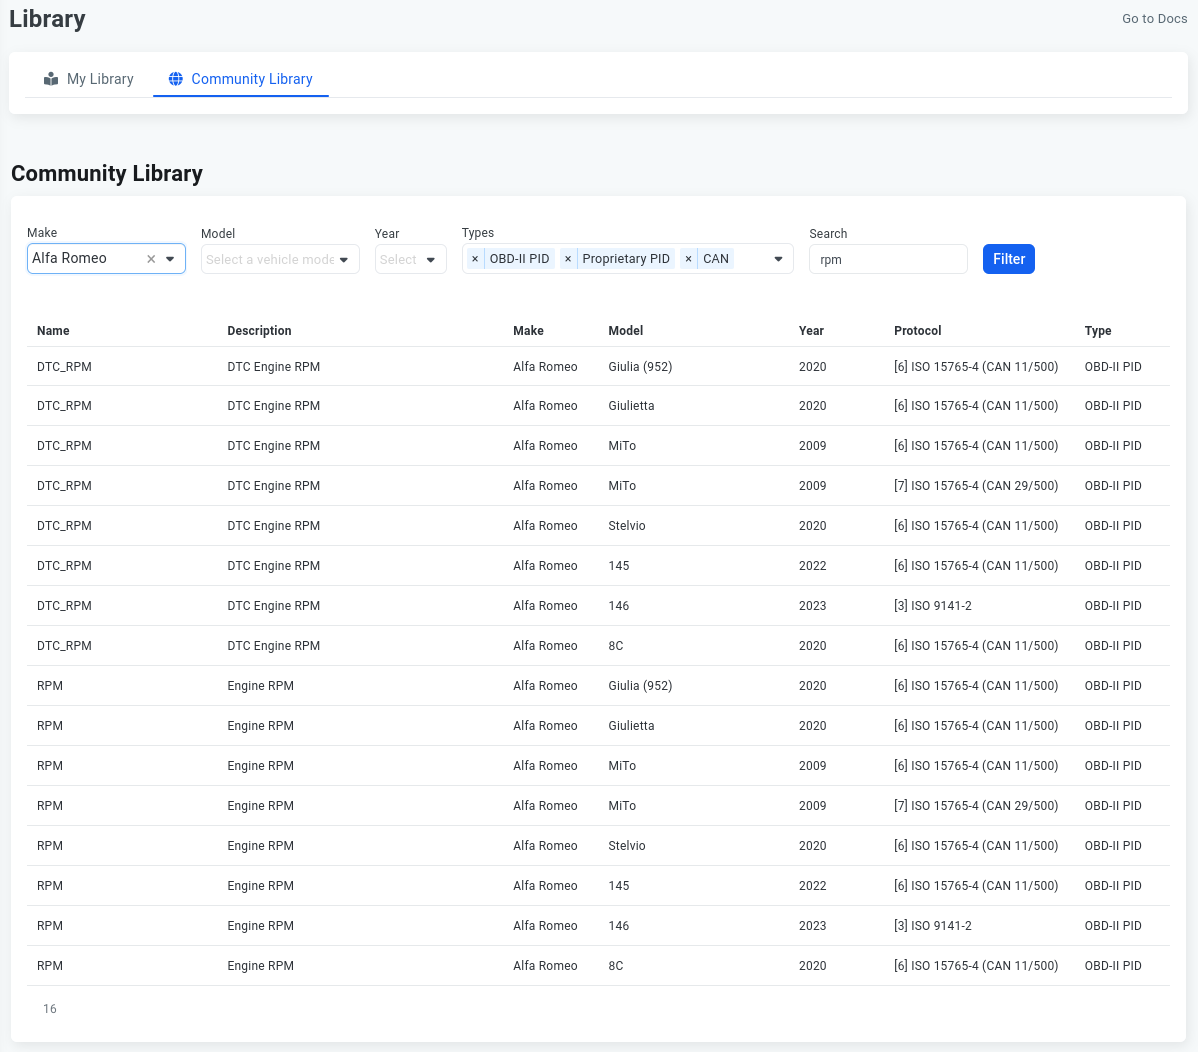 Library
Go to Docs
My Library
Community Library
Community Library
Make Model Year Types Search
Alfa Romeo × Select a vehicle mode Select × OBD-II PID × Proprietary PID × CAN rpm Filter
Name Description Make Model Year Protocol Type
DTC_RPM DTC Engine RPM Alfa Romeo Giulia (952) 2020 [6] ISO 15765-4 (CAN 11/500) OBD-II PID
DTC_RPM DTC Engine RPM Alfa Romeo Giulietta 2020 [6] ISO 15765-4 (CAN 11/500) OBD-II PID
DTC_RPM DTC Engine RPM Alfa Romeo MiTo 2009 [6] ISO 15765-4 (CAN 11/500) OBD-II PID
DTC_RPM DTC Engine RPM Alfa Romeo MiTo 2009 [7] ISO 15765-4 (CAN 29/500) OBD-II PID
DTC_RPM DTC Engine RPM Alfa Romeo Stelvio 2020 [6] ISO 15765-4 (CAN 11/500) OBD-II PID
DTC_RPM DTC Engine RPM Alfa Romeo 145 2022 [6] ISO 15765-4 (CAN 11/500) OBD-II PID
DTC_RPM DTC Engine RPM Alfa Romeo 146 2023 [3] ISO 9141-2 OBD-II PID
DTC_RPM DTC Engine RPM Alfa Romeo 8C 2020 [6] ISO 15765-4 (CAN 11/500) OBD-II PID
RPM Engine RPM Alfa Romeo Giulia (952) 2020 [6] ISO 15765-4 (CAN 11/500) OBD-II PID
RPM Engine RPM Alfa Romeo Giulietta 2020 [6] ISO 15765-4 (CAN 11/500) OBD-II PID
RPM Engine RPM Alfa Romeo MiTo 2009 [6] ISO 15765-4 (CAN 11/500) OBD-II PID
RPM Engine RPM Alfa Romeo MiTo 2009 [7] ISO 15765-4 (CAN 29/500) OBD-II PID
RPM Engine RPM Alfa Romeo Stelvio 2020 [6] ISO 15765-4 (CAN 11/500) OBD-II PID
RPM Engine RPM Alfa Romeo 145 2022 [6] ISO 15765-4 (CAN 11/500) OBD-II PID
RPM Engine RPM Alfa Romeo 146 2023 [3] ISO 9141-2 OBD-II PID
RPM Engine RPM Alfa Romeo 8C 2020 [6] ISO 15765-4 (CAN 11/500) OBD-II PID
16